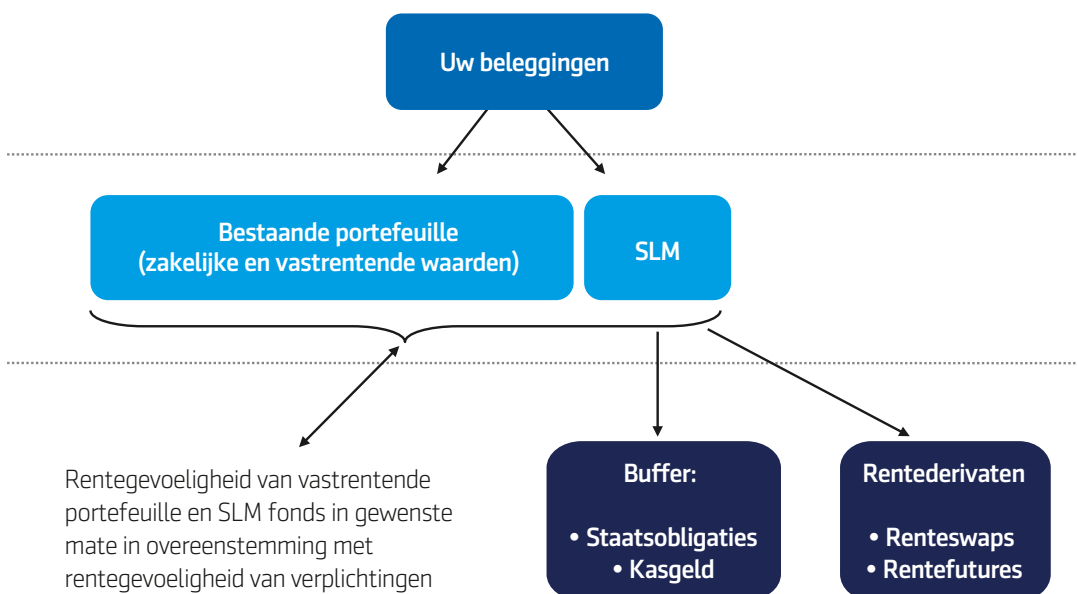 Uw beleggingen
Bestaande portefeuille
(zakelijke en vastrentende waarden)
SLM
Rentegevoeligheid van vastrentende
portefeuille en SLM fonds in gewenste
mate in overeenstemming met
rentegevoeligheid van verplichtingen
Buffer:
• Staatsobligaties
• Kasgeld
Rentederivaten
• Renteswaps
• Rentefutures